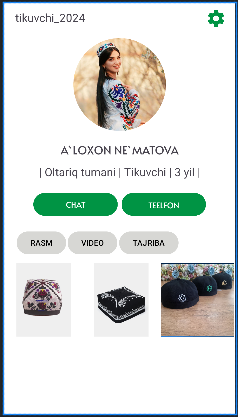 tikuvchi_2024
A`LOXON NE`MATOVA
| Oltariq tumani | Tikuvchi | 3 yil |
CHAT TEELFON
RASM VIDEO TAJRIBA